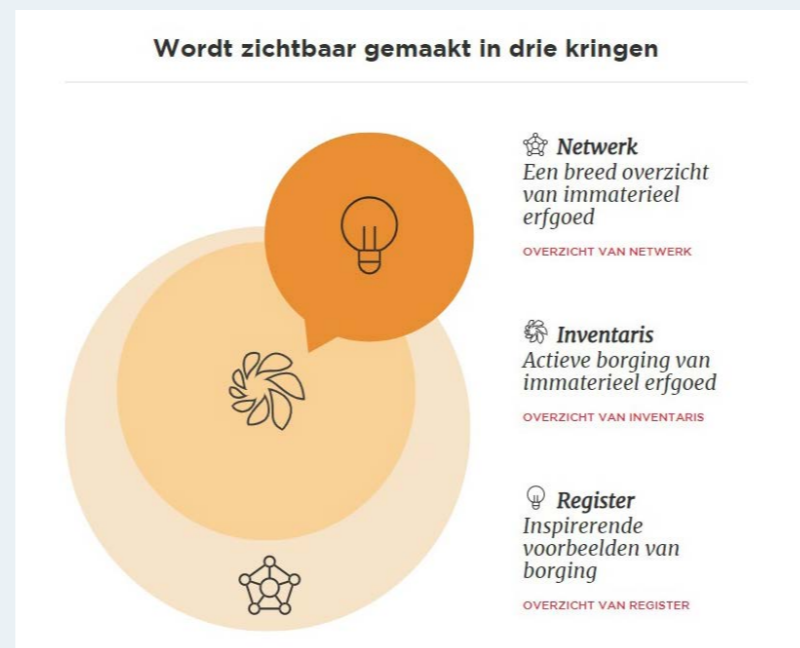 Wordt zichtbaar gemaakt in drie kringen
Netwerk
Een breed overzicht
van immaterieel
erfgoed
OVERZICHT VAN NETWERK
Inventaris
Actieve borging van
immaterieel erfgoed
OVERZICHT VAN INVENTARIS
Register
Inspirerende
voorbeelden van
borging
OVERZICHT VAN REGISTER